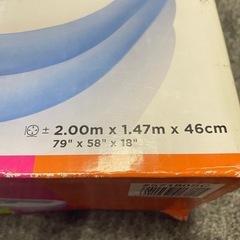 ± 2.00m x 1.47m x 46cm
79" x 58" x 18"